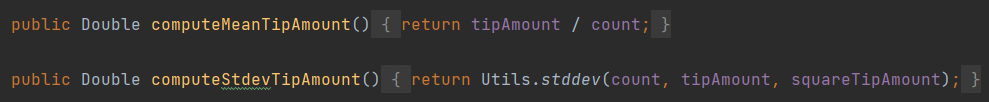 public Double computeMeanTipAmount() { return tipAmount / count; }
public Double computeStdevTipAmount() { return Utils.stddev(count, tipAmount, squareTipAmount); }